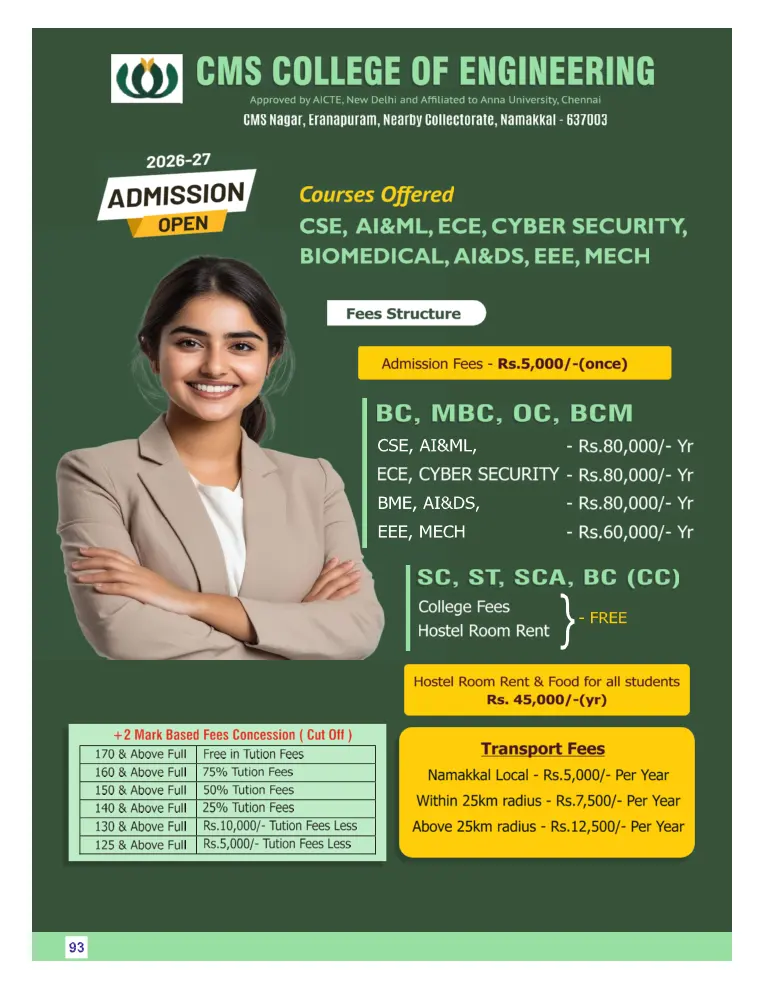 CMS COLLEGE OF ENGINEERING
Approved by AICTE, New Delhi and Affiliated to Anna University, Chennai
CMS Nagar, Eranapuram, Nearby Collectorate, Namakkal - 637003
2026-27
ADMISSION
OPEN
Courses Offered
CSE, AI&ML, ECE, CYBER SECURITY,
BIOMEDICAL, AI&DS, EEE, MECH
Fees Structure
Admission Fees - Rs.5,000/-(once)
BC, MBC, OC, BCM
CSE, AI&ML, - Rs.80,000/- Yr
ECE, CYBER SECURITY - Rs.80,000/- Yr
BME, AI&DS, - Rs.80,000/- Yr
EEE, MECH - Rs.60,000/- Yr
SC, ST, SCA, BC (CC)
College Fees
Hostel Room Rent
- FREE
Hostel Room Rent & Food for all students
Rs. 45,000/-(yr)
+2 Mark Based Fees Concession ( Cut Off )
170 & Above Full Free in Tution Fees
160 & Above Full 75% Tution Fees
150 & Above Full 50% Tution Fees
140 & Above Full 25% Tution Fees
130 & Above Full Rs.10,000/- Tution Fees Less
125 & Above Full Rs.5,000/- Tution Fees Less
Transport Fees
Namakkal Local - Rs.5,000/- Per Year
Within 25km radius - Rs.7,500/- Per Year
Above 25km radius - Rs.12,500/- Per Year
93